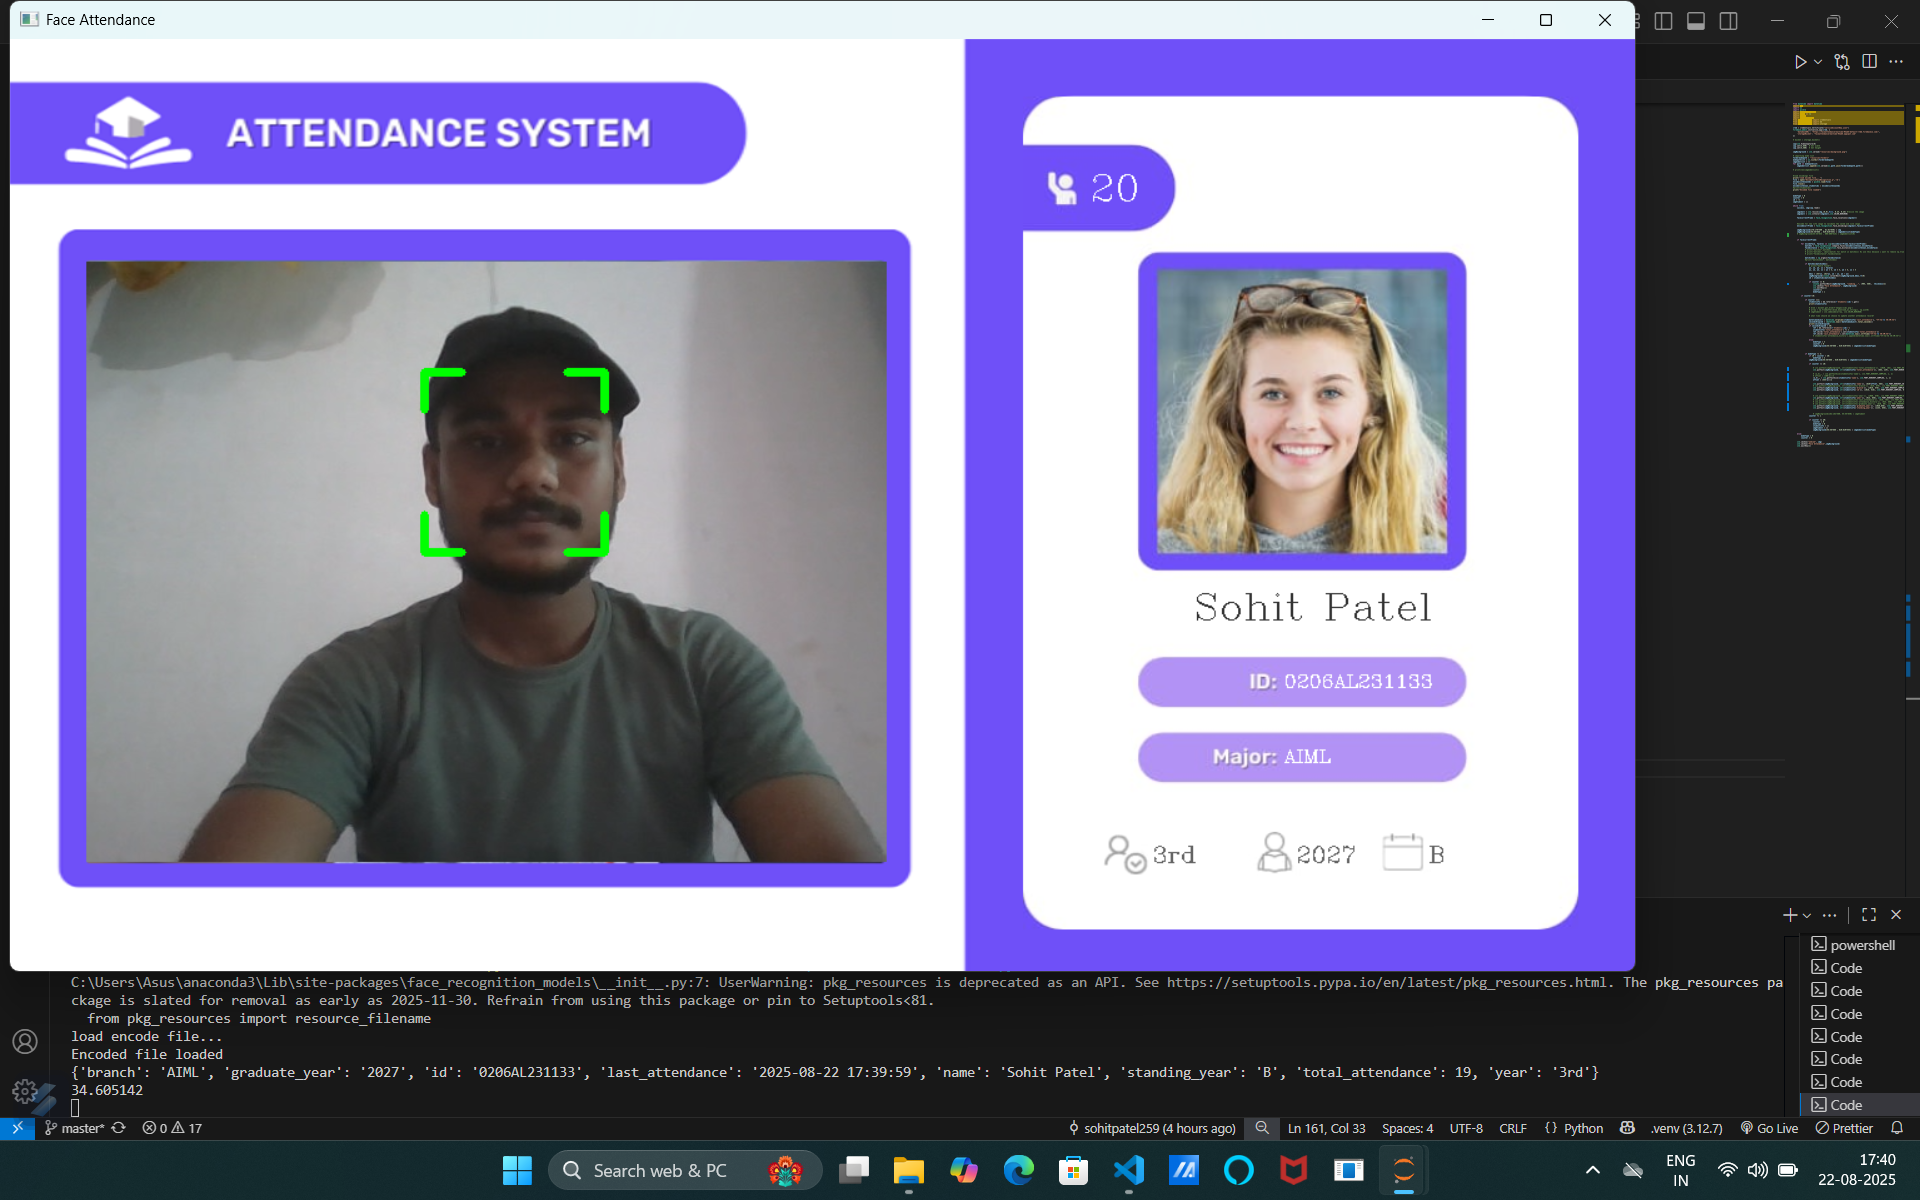 Face Attendance
ATTENDANCE SYSTEM
20
Sohit Patel
ID: 0206AL231133
Major: AIML
3rd
2027
B
powershell
Code
Code
Code
Code
Code
Code
Code
C:\Users\Asus\anaconda3\Lib\site-packages\face_recognition_models\__init__.py:7: UserWarning: pkg_resources is deprecated as an API. See https://setuptools.pypa.io/en/latest/pkg_resources.html. The pkg_resources pa
ckage is slated for removal as early as 2025-11-30. Refrain from using this package or pin to Setuptools<81.
from pkg_resources import resource_filename
load encode file...
Encoded file loaded
{'branch': 'AIML', 'graduate_year': '2027', 'id': '0206AL231133', 'last_attendance': '2025-08-22 17:39:59', 'name': 'Sohit Patel', 'standing_year': 'B', 'total_attendance': 19, 'year': '3rd'}
34.605142
master* 0 17 sohitpatel259 (4 hours ago) Ln 161, Col 33 Spaces: 4 UTF-8 CRLF {} Python .venv (3.12.7) Go Live Prettier
Search web & PC
ENG
IN
17:40
22-08-2025